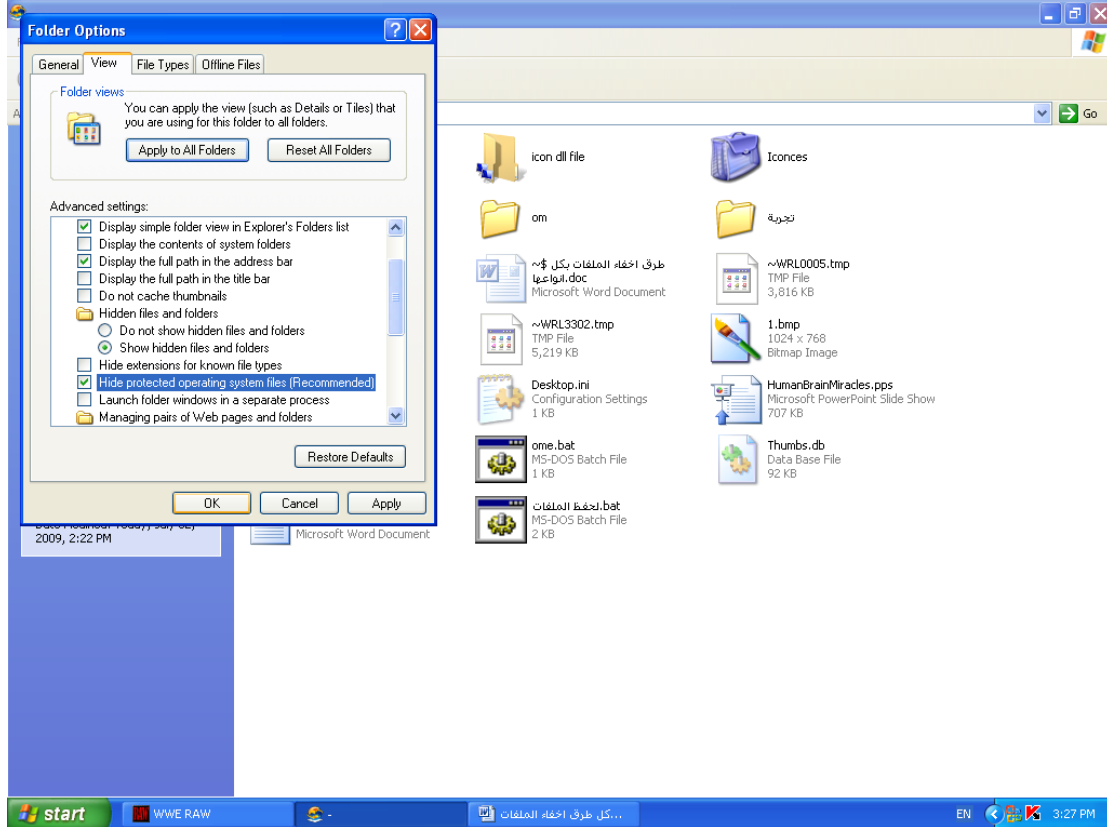 Folder Options
General
View
File Types
Offline Files
Folder views
You can apply the view (such as Details or Tiles) that
you are using for this folder to all folders.
Apply to All Folders
Reset All Folders
Advanced settings:
Display simple folder view in Explorer's Folders list
Display the contents of system folders
Display the full path in the address bar
Display the full path in the title bar
Do not cache thumbnails
Hidden files and folders
Do not show hidden files and folders
Show hidden files and folders
Hide extensions for known file types
Hide protected operating system files (Recommended)
Launch folder windows in a separate process
Managing pairs of Web pages and folders
Restore Defaults
OK
Cancel
Apply
2009, 2:22 PM
Go
icon dll file
Iconces
om
تجربة
~$طرق اخفاء الملفات بكل
انواعها.doc
Microsoft Word Document
~WRL0005.tmp
TMP File
3,816 KB
~WRL3302.tmp
TMP File
5,219 KB
1.bmp
1024 x 768
Bitmap Image
Desktop.ini
Configuration Settings
1 KB
HumanBrainMiracles.pps
Microsoft PowerPoint Slide Show
707 KB
ome.bat
MS-DOS Batch File
1 KB
Thumbs.db
Data Base File
92 KB
لحفظ الملفات.bat
MS-DOS Batch File
2 KB
Microsoft Word Document
start
WWE RAW
-
كل طرق اخفاء الملفات...
EN
3:27 PM